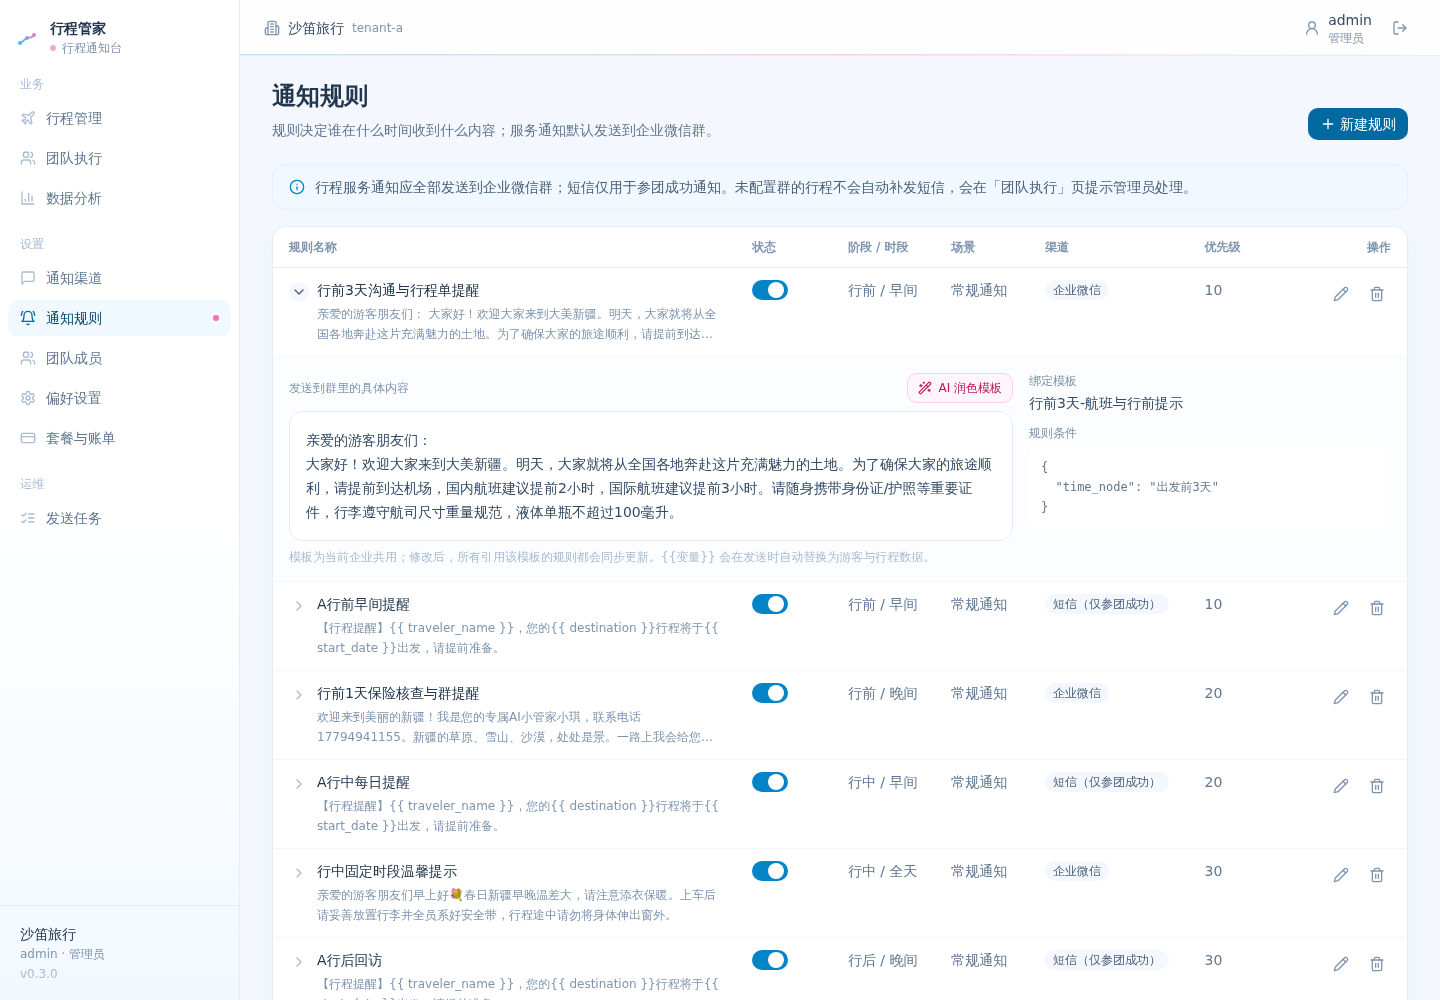 行程管家
行程通知台
业务
行程管理
团队执行
数据分析
设置
通知渠道
通知规则
团队成员
偏好设置
套餐与账单
运维
发送任务
沙笛旅行
admin · 管理员
v0.3.0
沙笛旅行 tenant-a
admin
管理员
通知规则
规则决定谁在什么时间收到什么内容；服务通知默认发送到企业微信群。
新建规则
行程服务通知应全部发送到企业微信群；短信仅用于参团成功通知。未配置群的行程不会自动补发短信，会在「团队执行」页提示管理员处理。
规则名称 状态 阶段 / 时段 场景 渠道 优先级 操作
行前3天沟通与行程单提醒 行前 / 早间 常规通知 企业微信 10
亲爱的游客朋友们： 大家好！欢迎大家来到大美新疆。明天，大家就将从全
国各地奔赴这片充满魅力的土地。为了确保大家的旅途顺利，请提前到达...
发送到群里的具体内容
AI 润色模板
亲爱的游客朋友们：
大家好！欢迎大家来到大美新疆。明天，大家就将从全国各地奔赴这片充满魅力的土地。为了确保大家的旅途顺
利，请提前到达机场，国内航班建议提前2小时，国际航班建议提前3小时。请随身携带身份证/护照等重要证
件，行李遵守航司尺寸重量规范，液体单瓶不超过100毫升。
模板为当前企业共用；修改后，所有引用该模板的规则都会同步更新。{{变量}} 会在发送时自动替换为游客与行程数据。
绑定模板
行前3天-航班与行前提示
规则条件
{
"time_node": "出发前3天"
}
A行前早间提醒 行前 / 早间 常规通知 短信（仅参团成功） 10
【行程提醒】{{ traveler_name }}，您的{{ destination }}行程将于{{
start_date }}出发，请提前准备。
行前1天保险核查与群提醒 行前 / 晚间 常规通知 企业微信 20
欢迎来到美丽的新疆！我是您的专属AI小管家小琪，联系电话
17794941155。新疆的草原、雪山、沙漠，处处是景。一路上我会给您...
A行中每日提醒 行中 / 早间 常规通知 短信（仅参团成功） 20
【行程提醒】{{ traveler_name }}，您的{{ destination }}行程将于{{
start_date }}出发，请提前准备。
行中固定时段温馨提示 行中 / 全天 常规通知 企业微信 30
亲爱的游客朋友们早上好💐春日新疆早晚温差大，请注意添衣保暖。上车后
请妥善放置行李并全员系好安全带，行程途中请勿将身体伸出窗外。
A行后回访 行后 / 晚间 常规通知 短信（仅参团成功） 30
【行程提醒】{{ traveler_name }}，您的{{ destination }}行程将于{{